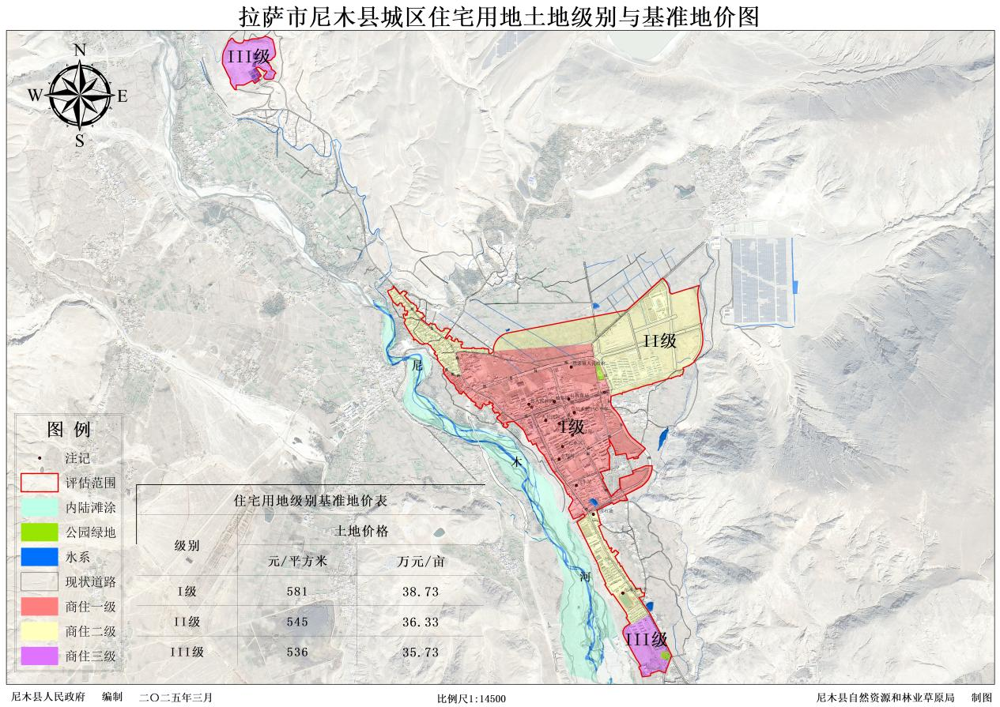 拉萨市尼木县城区住宅用地土地级别与基准地价图
N
W
E
S
III级
II级
I级
III级
尼
木
河
图 例
注记
评估范围
内陆滩涂
公园绿地
水系
现状道路
商住一级
商住二级
商住三级
住宅用地级别基准地价表
级别
土地价格
元/平方米
万元/亩
I级 581 38.73
II级 545 36.33
III级 536 35.73
尼木县人民政府 编制 二〇二五年三月
比例尺1:14500
尼木县自然资源和林业草原局 制图